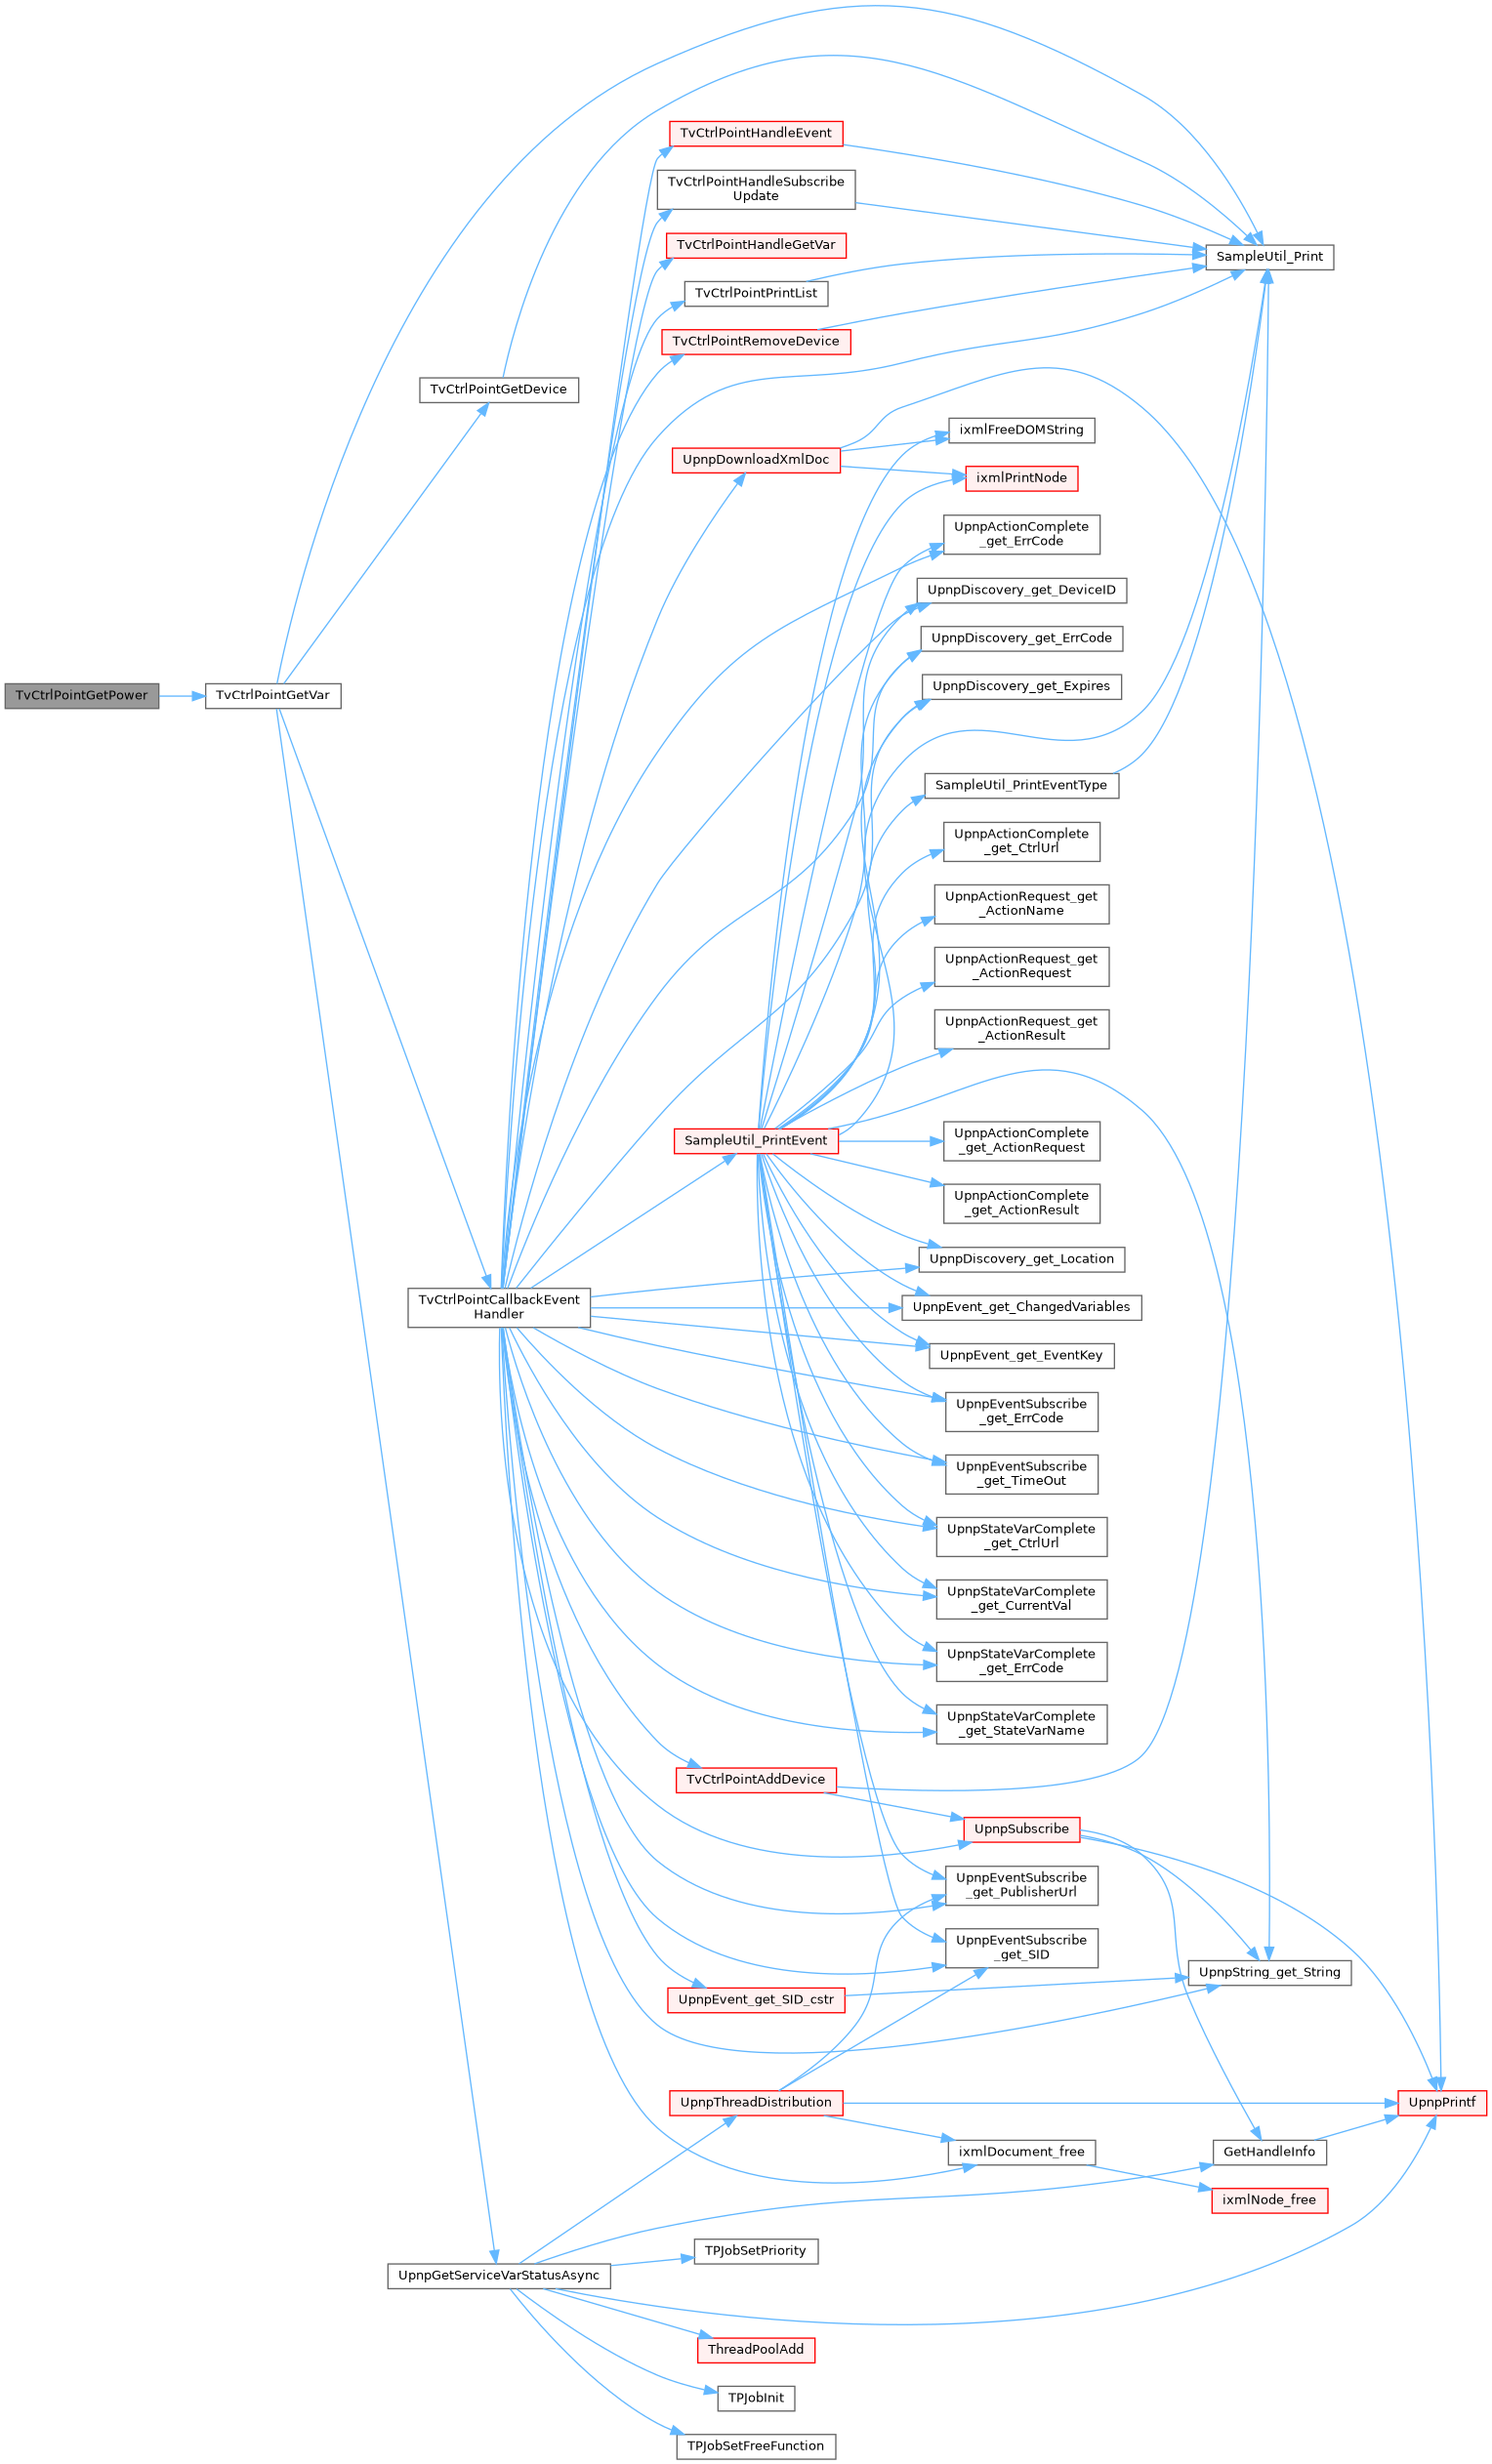 TvCtrlPointGetPower
TvCtrlPointGetVar
TvCtrlPointGetDevice
TvCtrlPointCallbackEvent
Handler
UpnpGetServiceVarStatusAsync
TvCtrlPointHandleEvent
TvCtrlPointHandleSubscribe
Update
TvCtrlPointHandleGetVar
TvCtrlPointPrintList
TvCtrlPointRemoveDevice
UpnpDownloadXmlDoc
SampleUtil_PrintEvent
TvCtrlPointAddDevice
UpnpEvent_get_SID_cstr
UpnpThreadDistribution
TPJobSetPriority
ThreadPoolAdd
TPJobInit
TPJobSetFreeFunction
ixmlFreeDOMString
ixmlPrintNode
UpnpActionComplete
_get_ErrCode
UpnpDiscovery_get_DeviceID
UpnpDiscovery_get_ErrCode
UpnpDiscovery_get_Expires
SampleUtil_PrintEventType
UpnpActionComplete
_get_CtrlUrl
UpnpActionRequest_get
_ActionName
UpnpActionRequest_get
_ActionRequest
UpnpActionRequest_get
_ActionResult
UpnpActionComplete
_get_ActionRequest
UpnpActionComplete
_get_ActionResult
UpnpDiscovery_get_Location
UpnpEvent_get_ChangedVariables
UpnpEvent_get_EventKey
UpnpEventSubscribe
_get_ErrCode
UpnpEventSubscribe
_get_TimeOut
UpnpStateVarComplete
_get_CtrlUrl
UpnpStateVarComplete
_get_CurrentVal
UpnpStateVarComplete
_get_ErrCode
UpnpStateVarComplete
_get_StateVarName
UpnpSubscribe
UpnpEventSubscribe
_get_PublisherUrl
UpnpEventSubscribe
_get_SID
ixmlDocument_free
SampleUtil_Print
UpnpString_get_String
GetHandleInfo
ixmlNode_free
UpnpPrintf